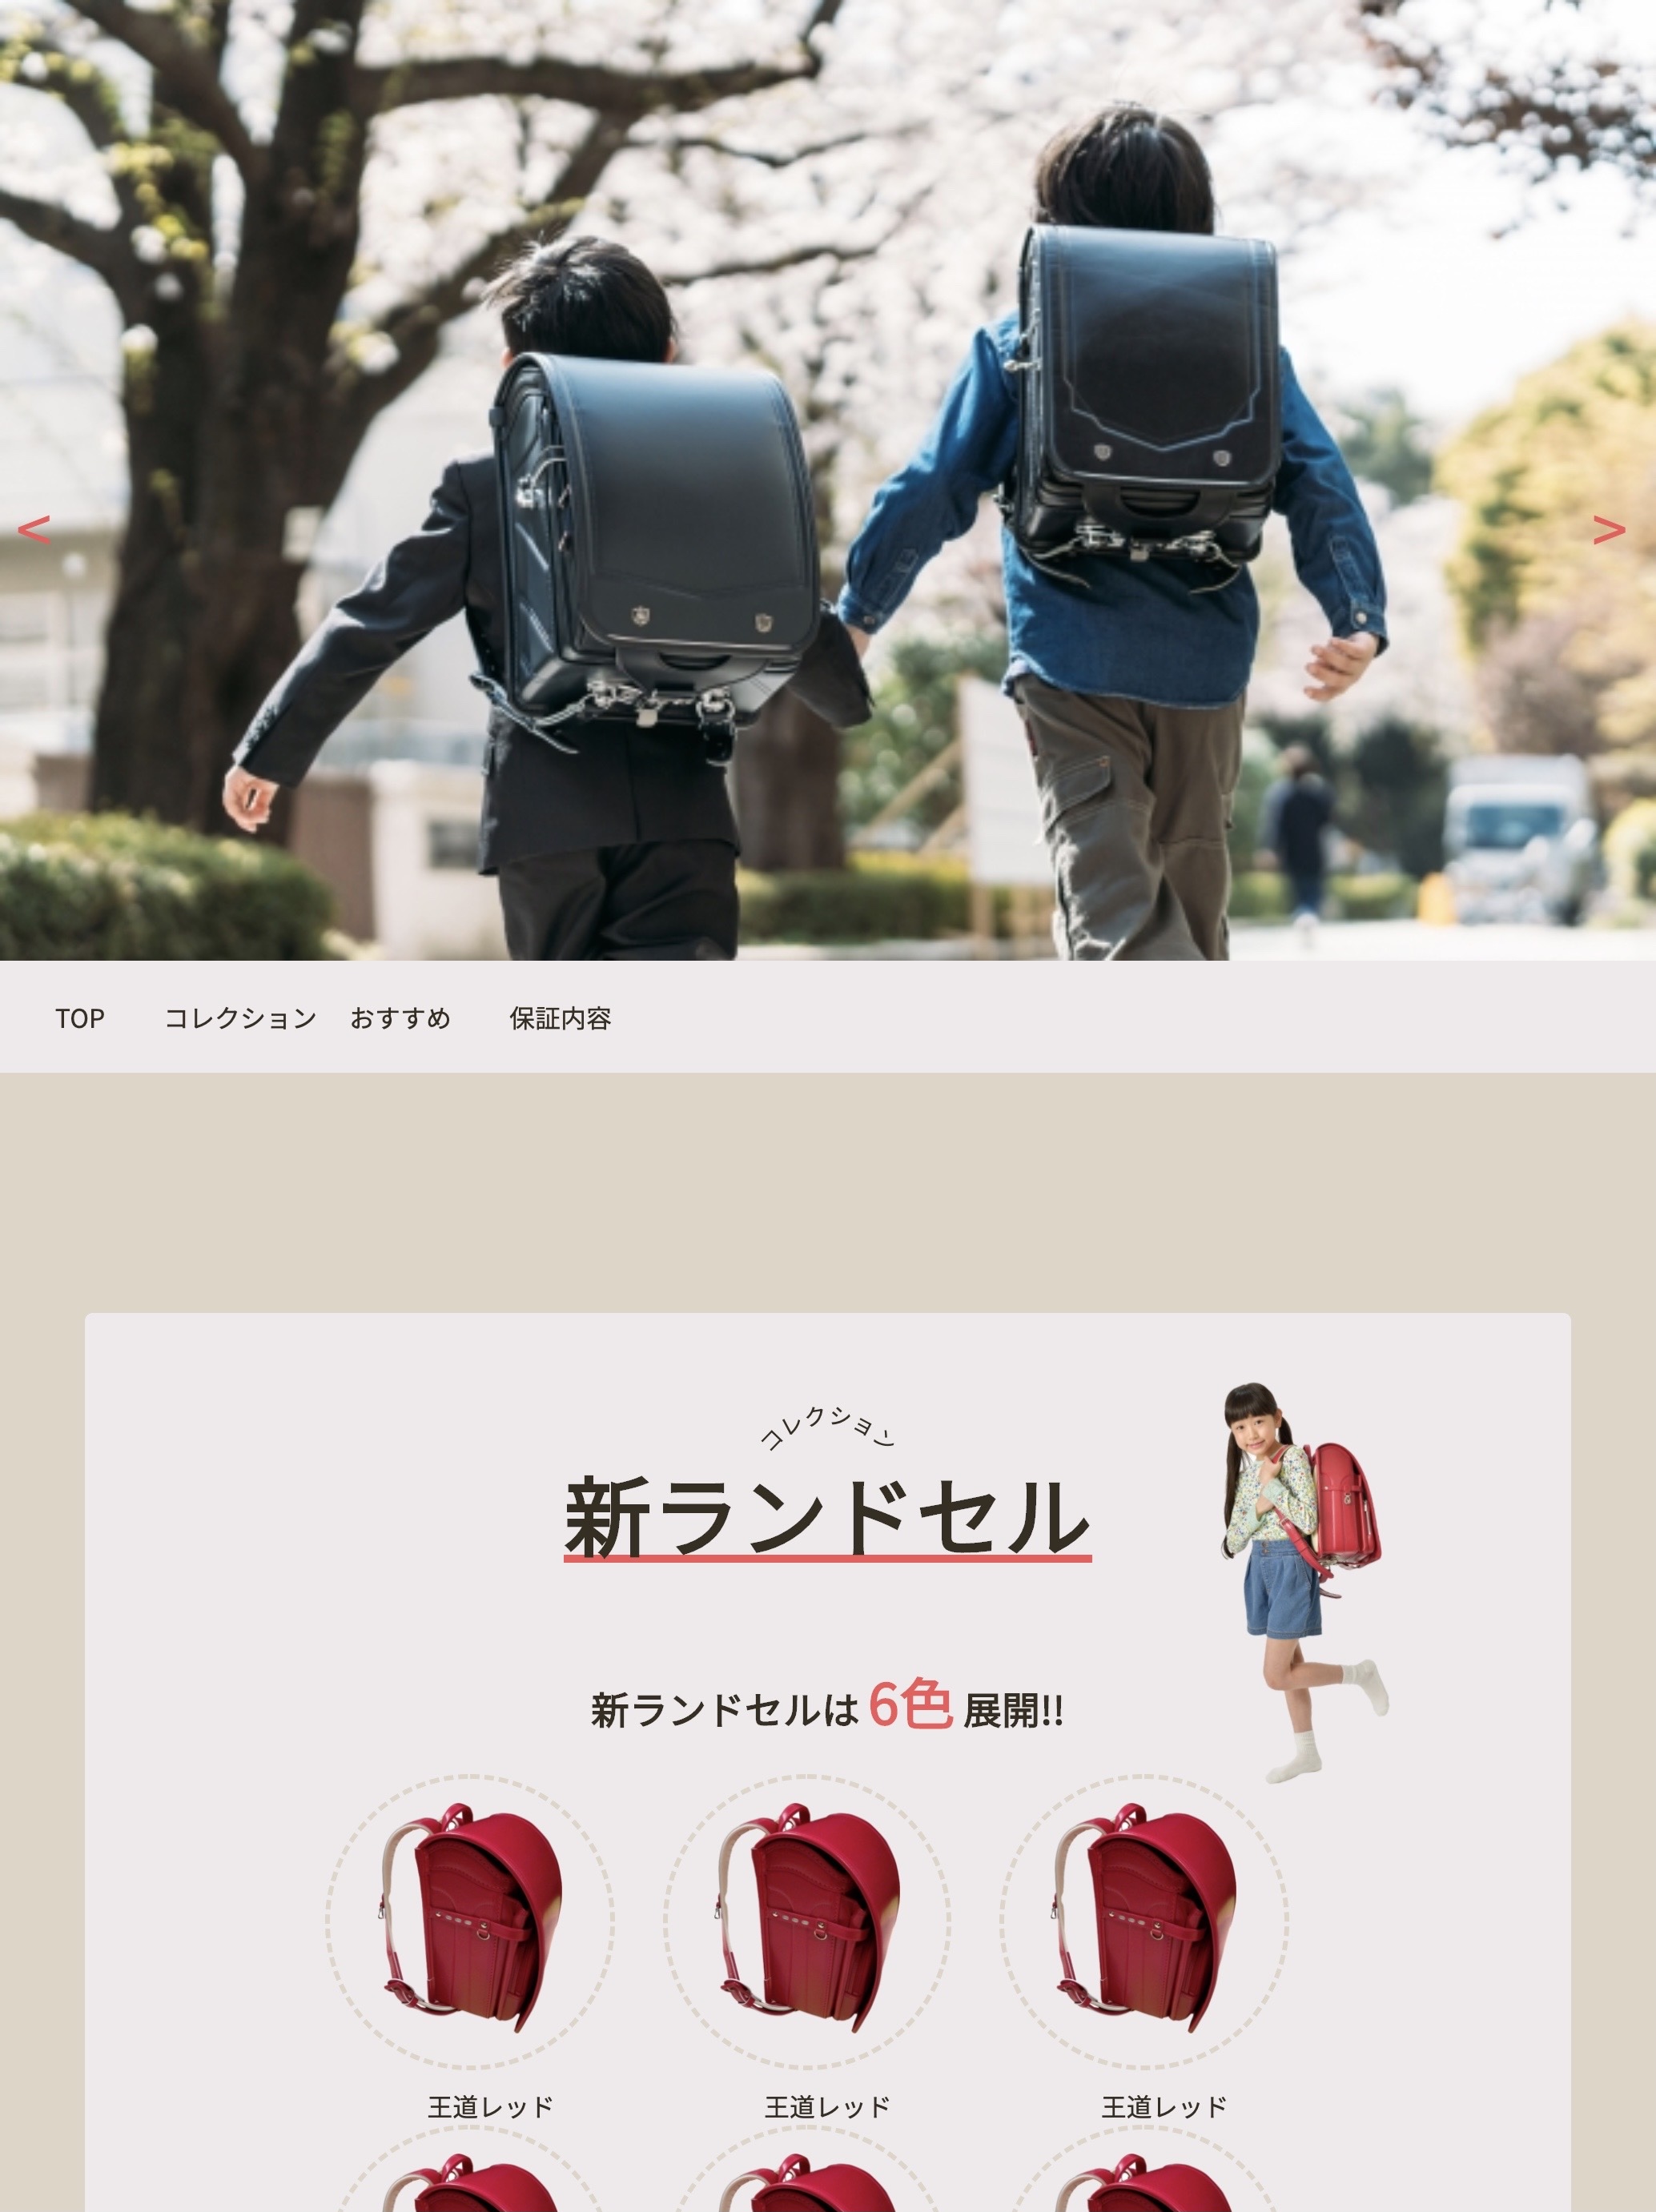 <
>
TOP コレクション おすすめ 保証内容
コレクション
新ランドセル
新ランドセルは 6色 展開!!
王道レッド 王道レッド 王道レッド